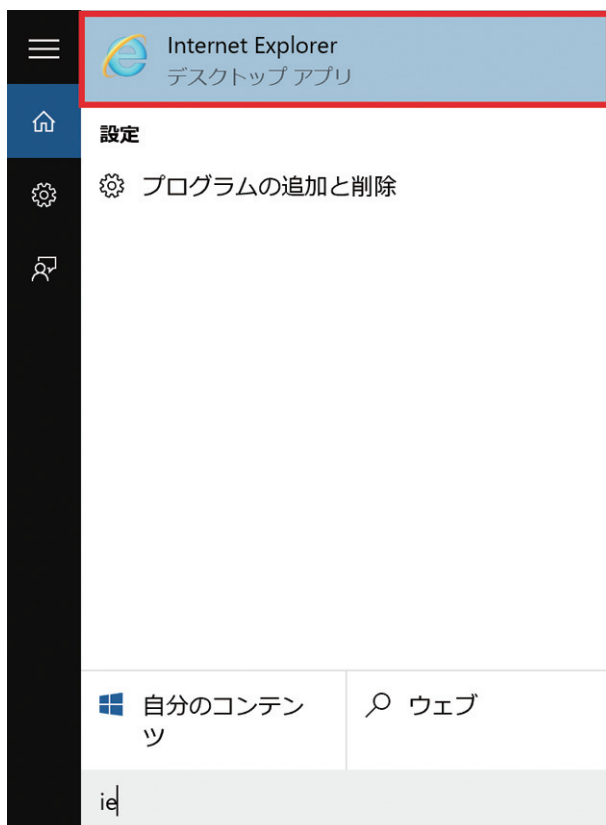 Internet Explorer
デスクトップ アプリ
設定
プログラムの追加と削除
自分のコンテン
ツ
ウェブ
ie